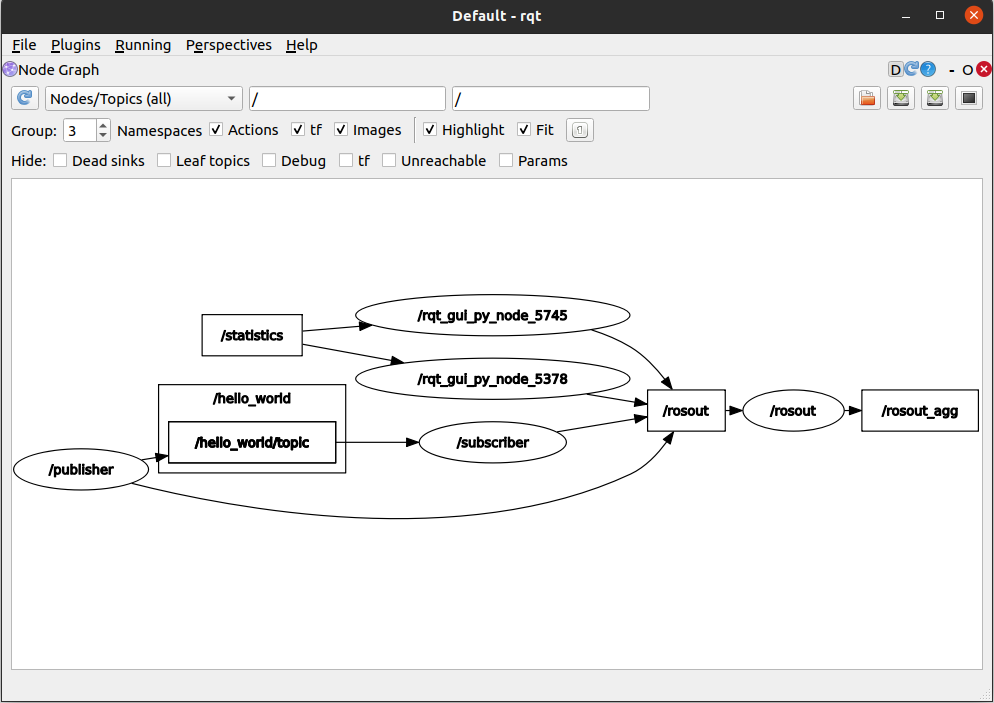 Default - rqt
File Plugins Running Perspectives Help
Node Graph D ? - O
Nodes/Topics (all) / /
Group: 3 Namespaces Actions tf Images Highlight Fit
Hide: Dead sinks Leaf topics Debug tf Unreachable Params
/rqt_gui_py_node_5745
/statistics
/rqt_gui_py_node_5378
/hello_world
/rosout /rosout /rosout_agg
/hello_world/topic /subscriber
/publisher